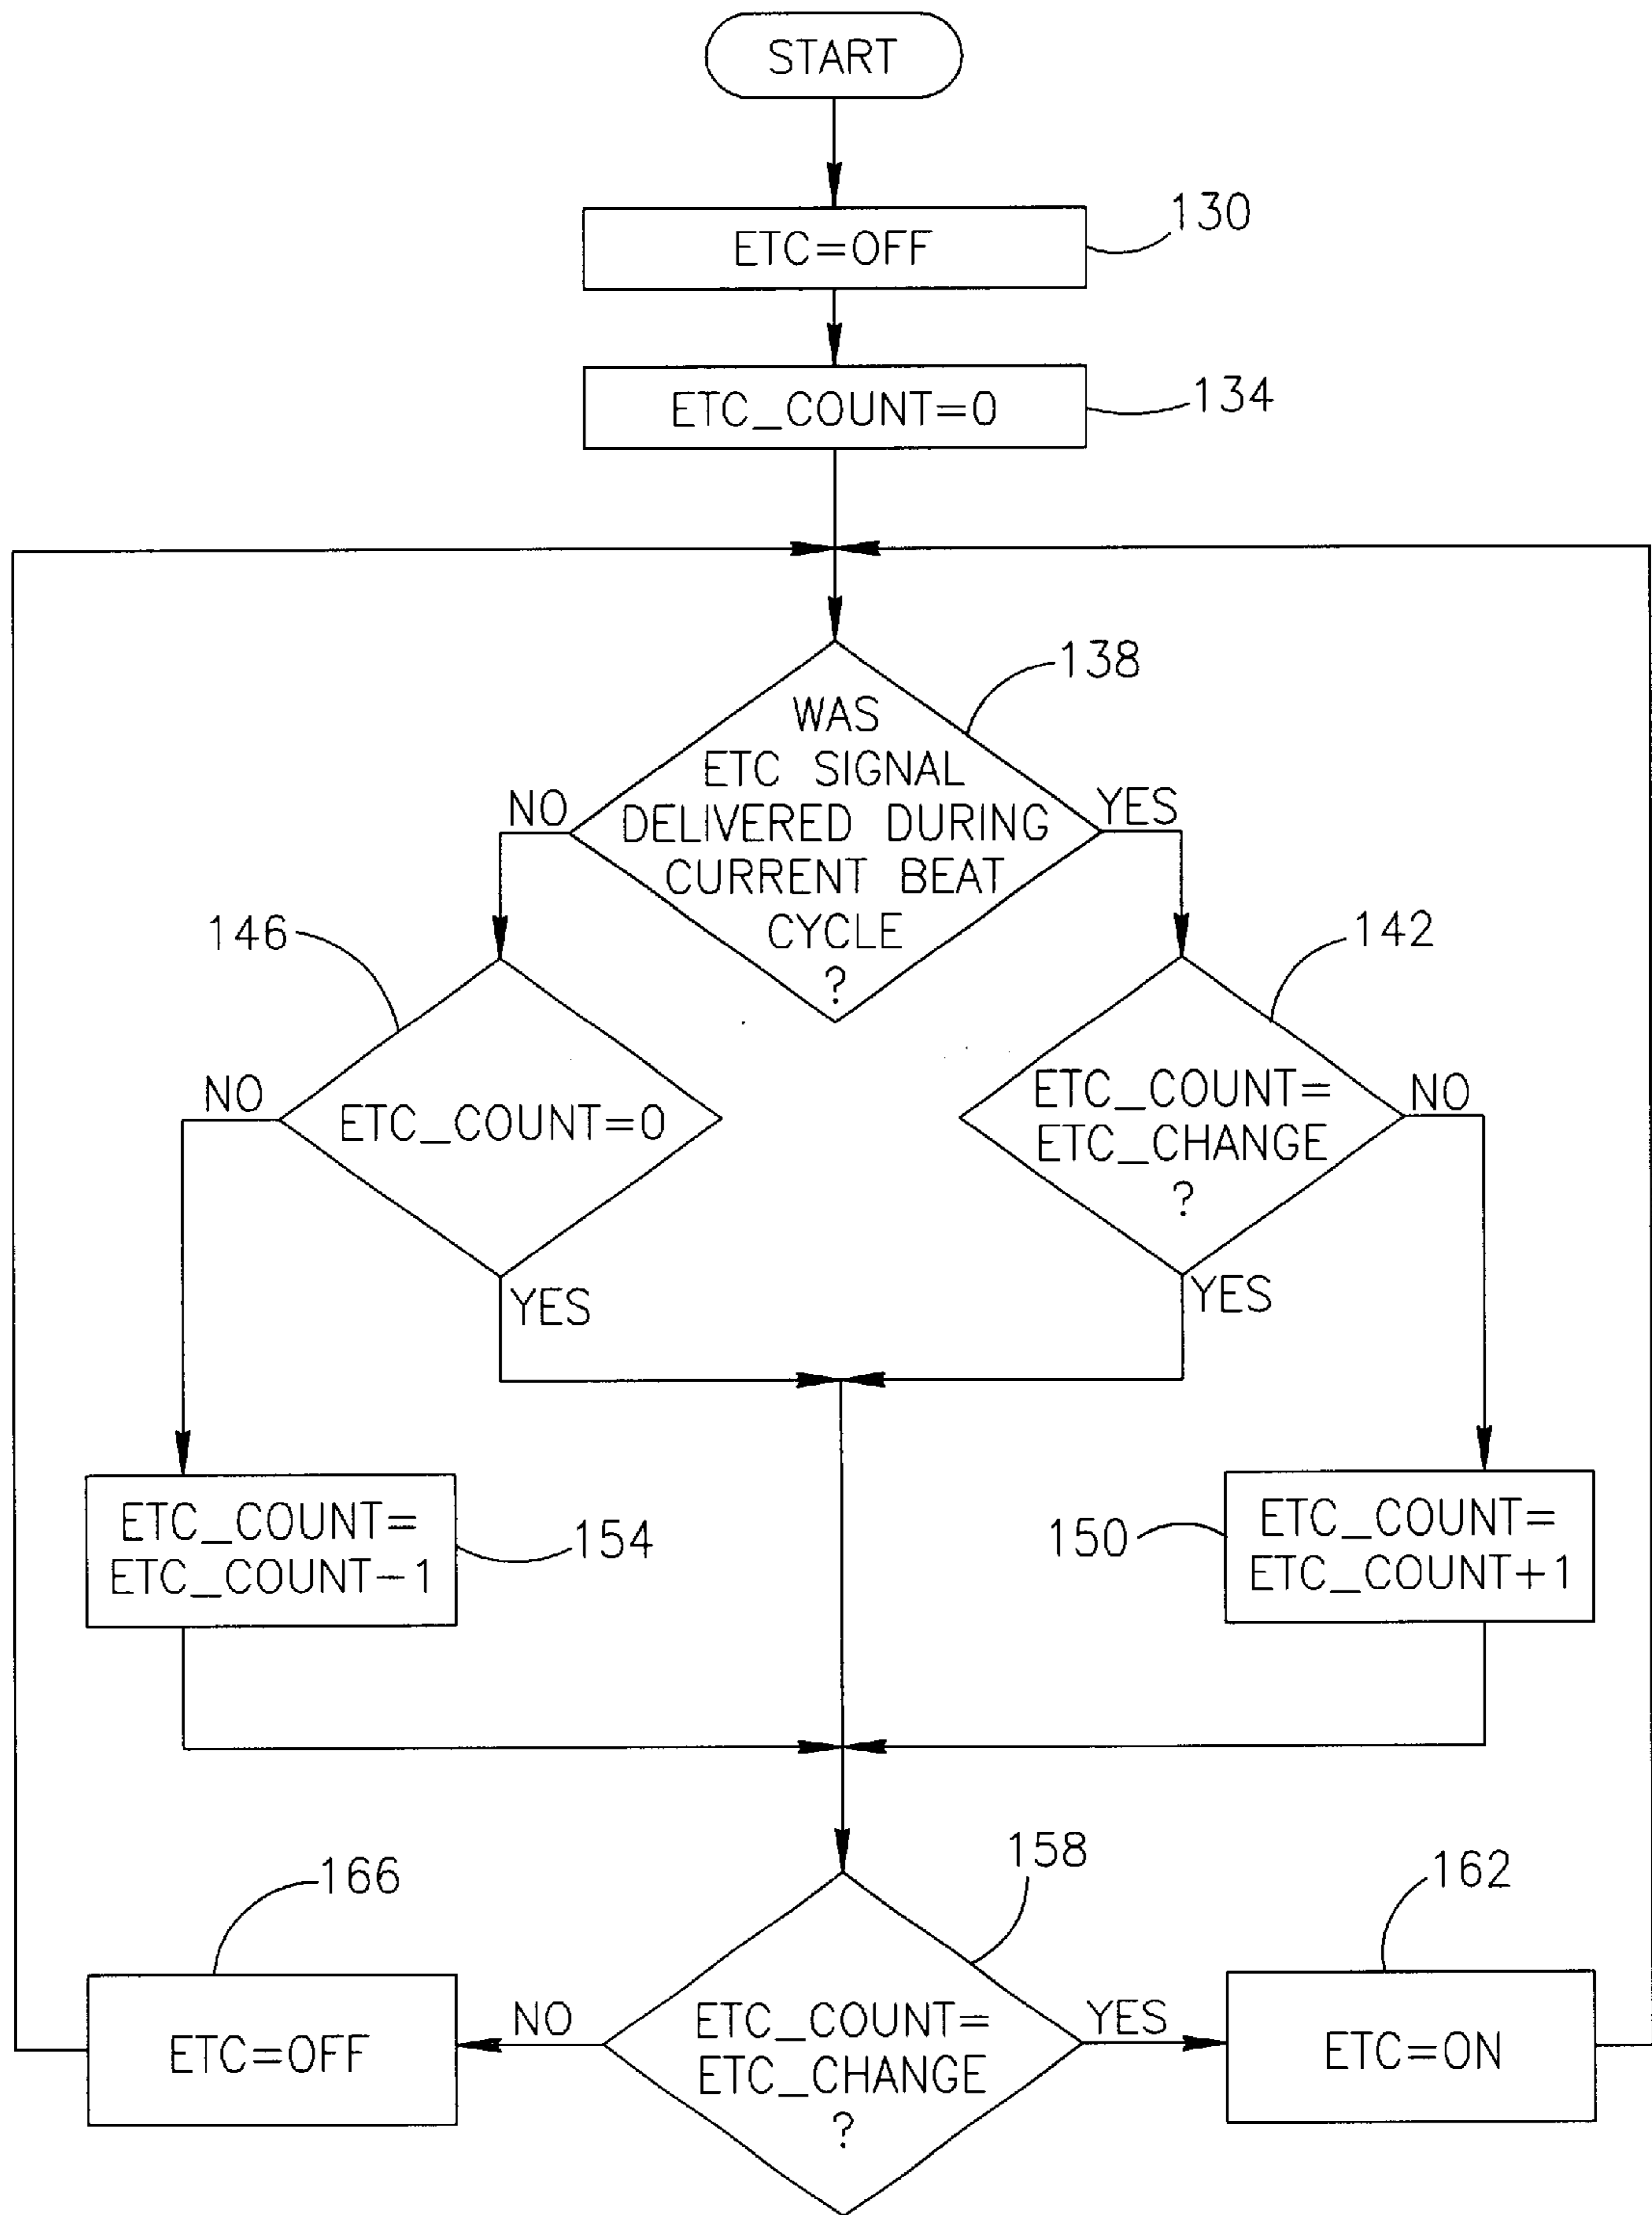 START
130
ETC=OFF
134
ETC_COUNT=0
138
WAS
ETC SIGNAL
DELIVERED DURING
CURRENT BEAT
CYCLE
?
NO
YES
146
142
NO
ETC_COUNT=0
ETC_COUNT=
ETC_CHANGE
?
NO
YES
YES
ETC_COUNT=
ETC_COUNT-1
154
150
ETC_COUNT=
ETC_COUNT+1
158
166
162
ETC=OFF
NO
ETC_COUNT=
ETC_CHANGE
?
YES
ETC=ON